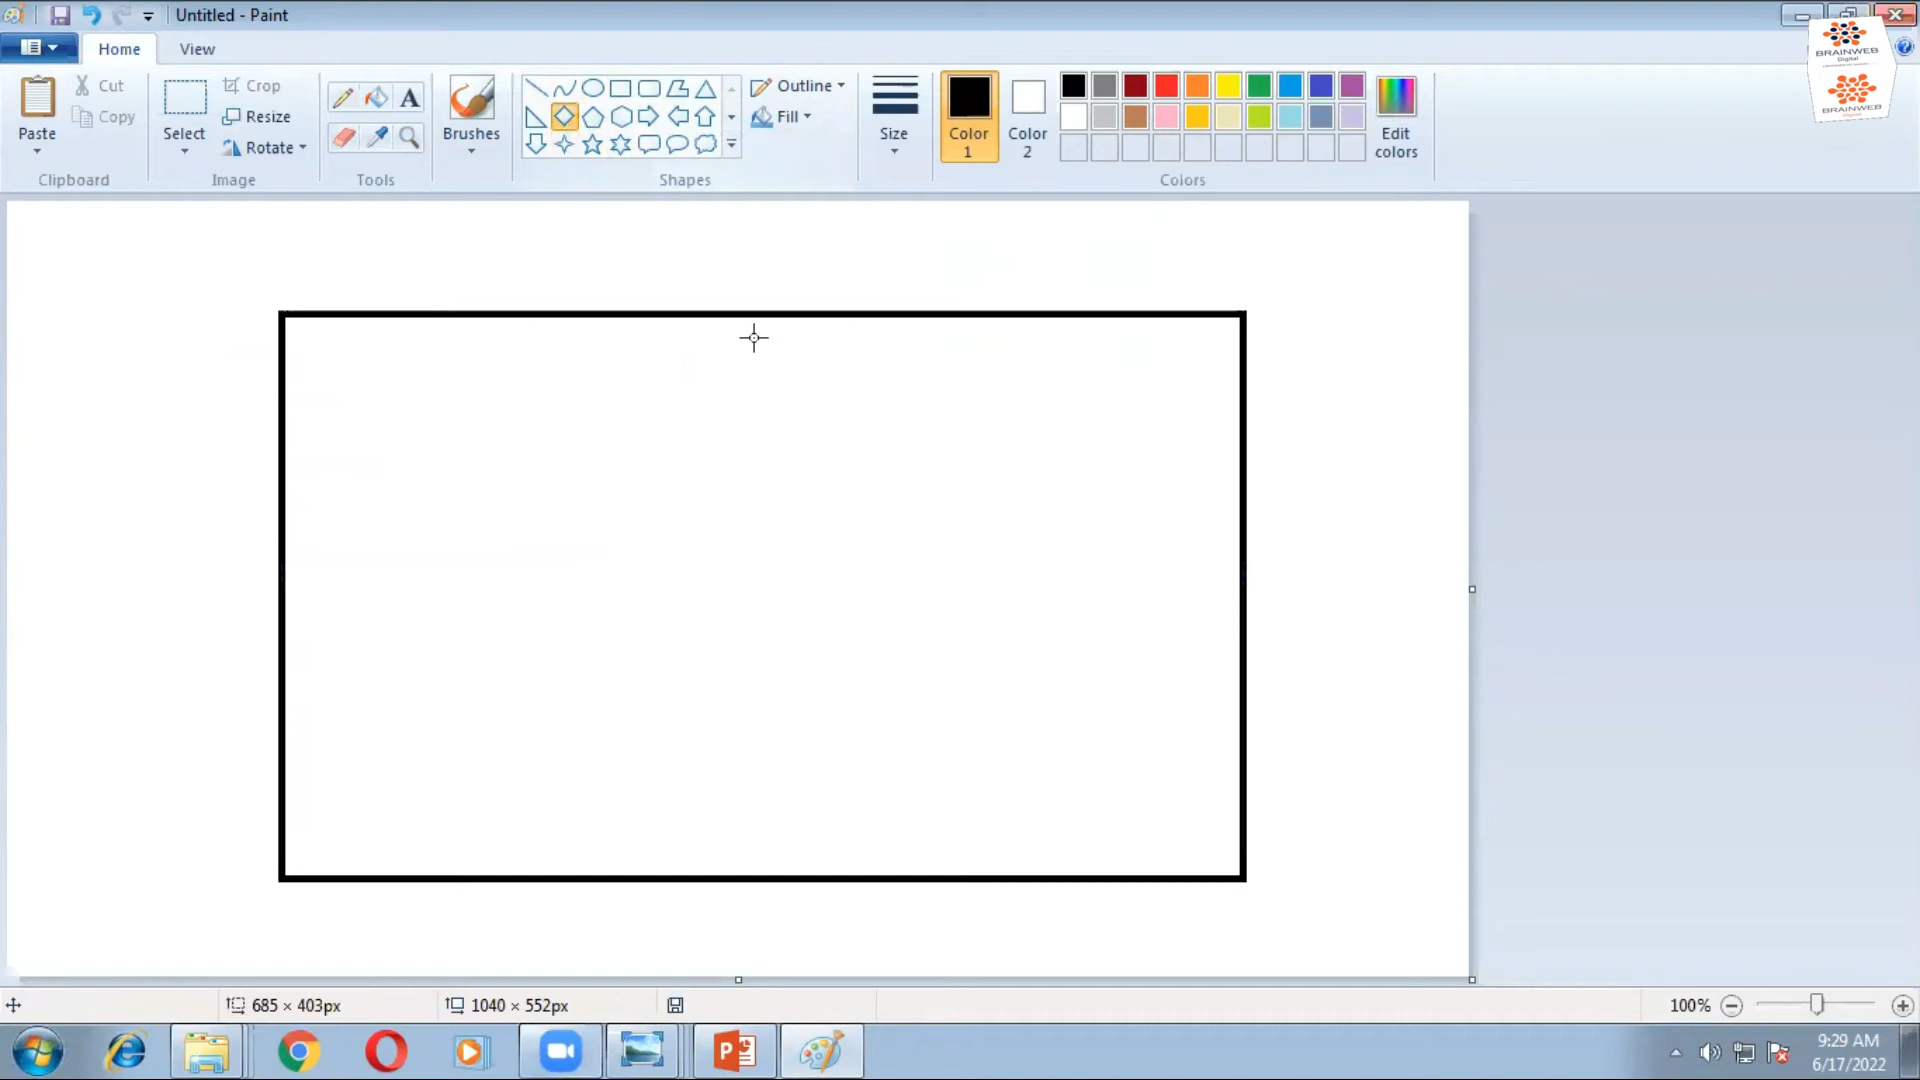 Untitled - Paint
Home
View
Paste
Cut
Copy
Clipboard
Select
Crop
Resize
Rotate
Image
A
Tools
Brushes
Shapes
Outline
Fill
Size
Color
1
Color
2
Edit
colors
Colors
BRAINWEB
Digital
BRAINWEB
Digital
685 × 403px
1040 × 552px
100%
9:29 AM
6/17/2022